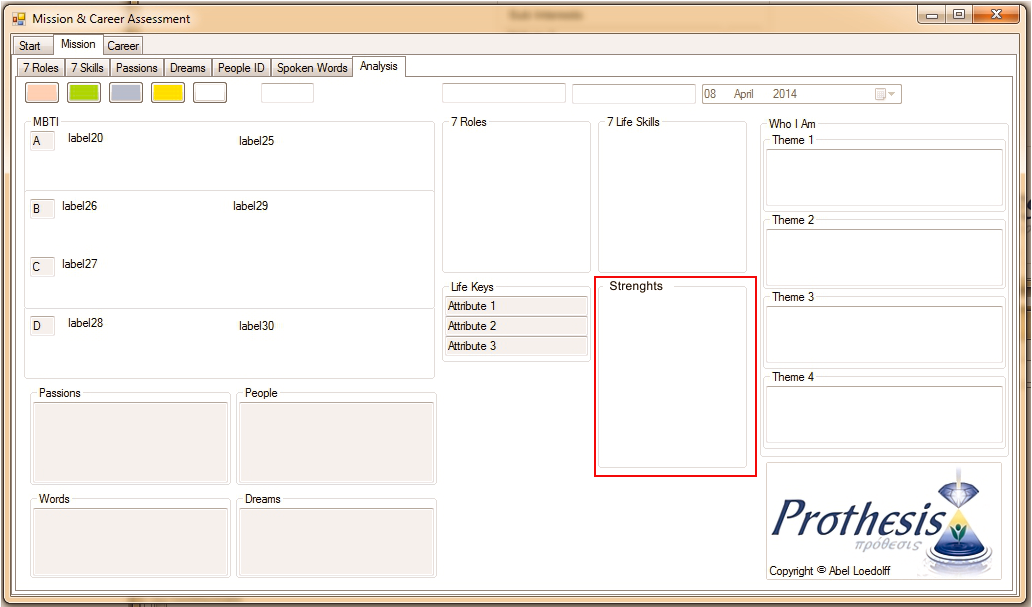 Mission & Career Assessment
Start Mission Career
7 Roles 7 Skills Passions Dreams People ID Spoken Words Analysis
08 April 2014
MBTI
A label20 label25
B label26 label29
C label27
D label28 label30
7 Roles
7 Life Skills
Who I Am
Theme 1
Theme 2
Theme 3
Theme 4
Life Keys
Attribute 1
Attribute 2
Attribute 3
Strenghts
Passions
People
Words
Dreams
Prothesis
πρόθεσις
Copyright © Abel Loedolff